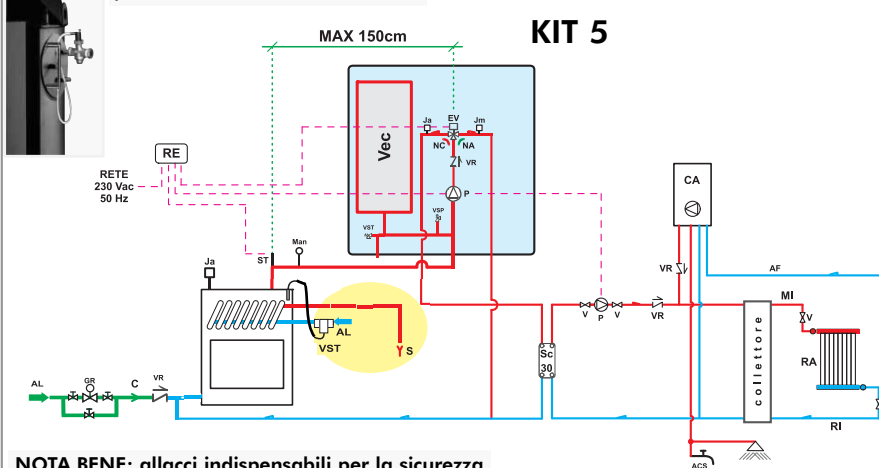 KIT 5
MAX 150cm
Vec
Ja
EV
Jm
NC
NA
VR
P
VSP
VST
RE
RETE
230 Vac
50 Hz
ST
Man
Ja
AL
VST
S
AL
GR
C
VR
Sc
30
V
P
V
VR
VR
CA
AF
MI
V
collettore
RA
RI
ACS
NOTA BENE: allacci indispensabili per la sicurezza